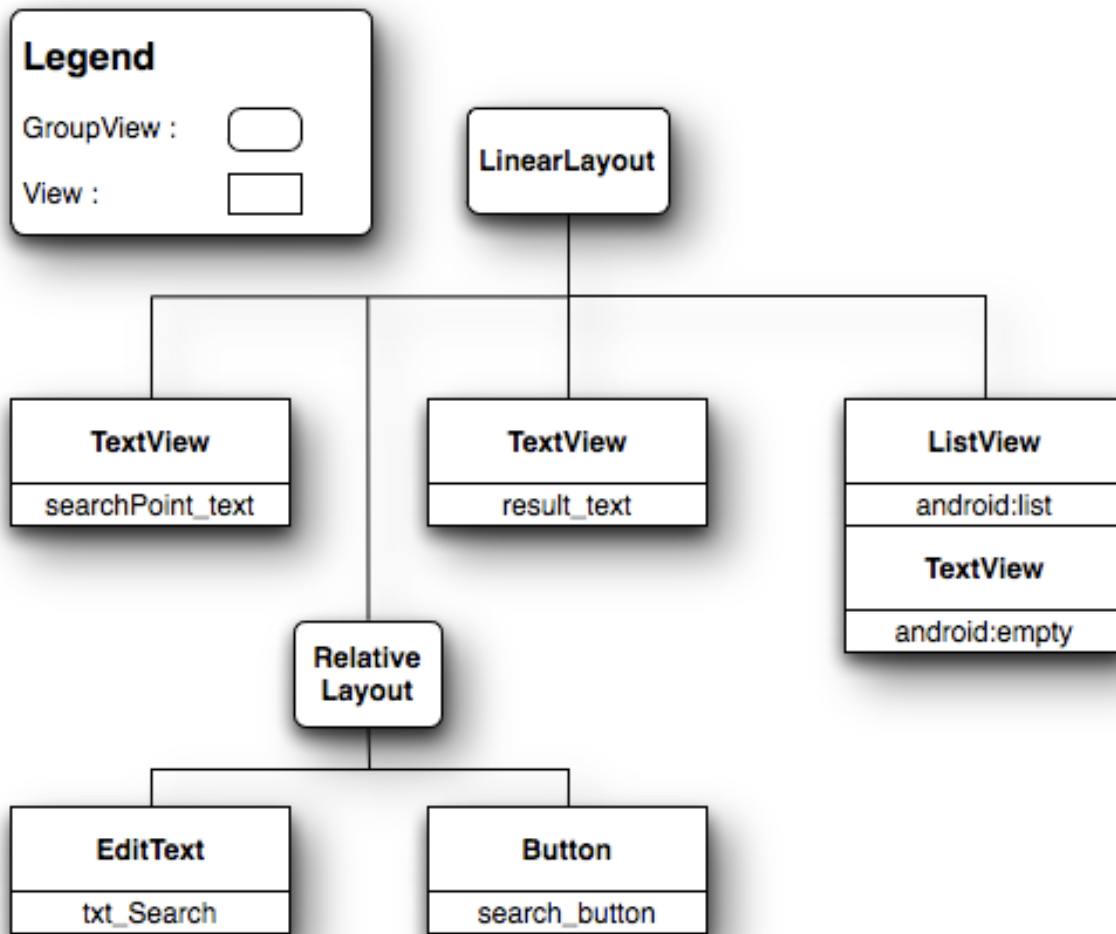 Legend
GroupView :
View :
LinearLayout
TextView
searchPoint_text
TextView
result_text
ListView
android:list
TextView
android:empty
Relative
Layout
EditText
txt_Search
Button
search_button